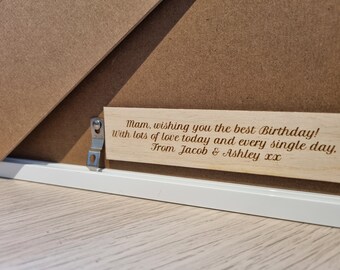 Mam, wishing you the best Birthday!
With lots of love today and every single day.
From Jacob & Ashley xx